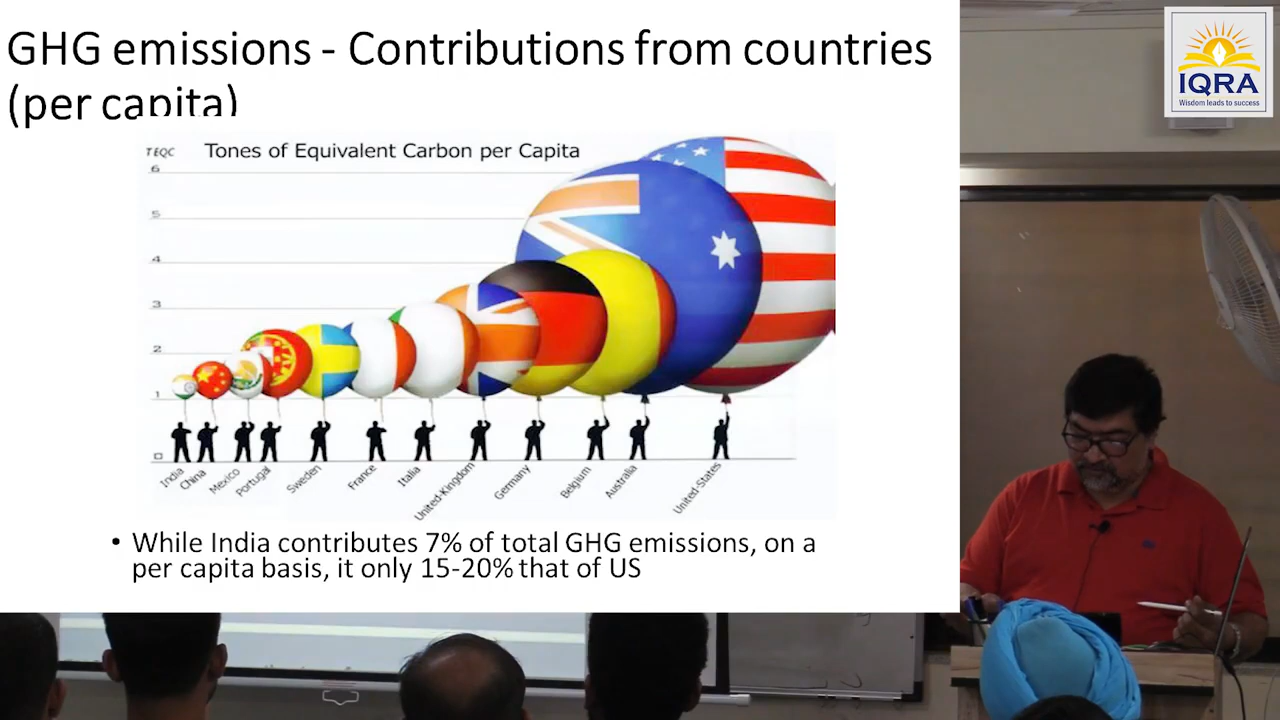 GHG emissions - Contributions from countries
(per capita)
TEQC
Tones of Equivalent Carbon per Capita
6
5
4
3
2
1
0
India
China
Mexico
Portugal
Sweden
France
Italia
United-Kingdom
Germany
Belgium
Australia
United-States
• While India contributes 7% of total GHG emissions, on a
per capita basis, it only 15-20% that of US
IQRA
Wisdom leads to success